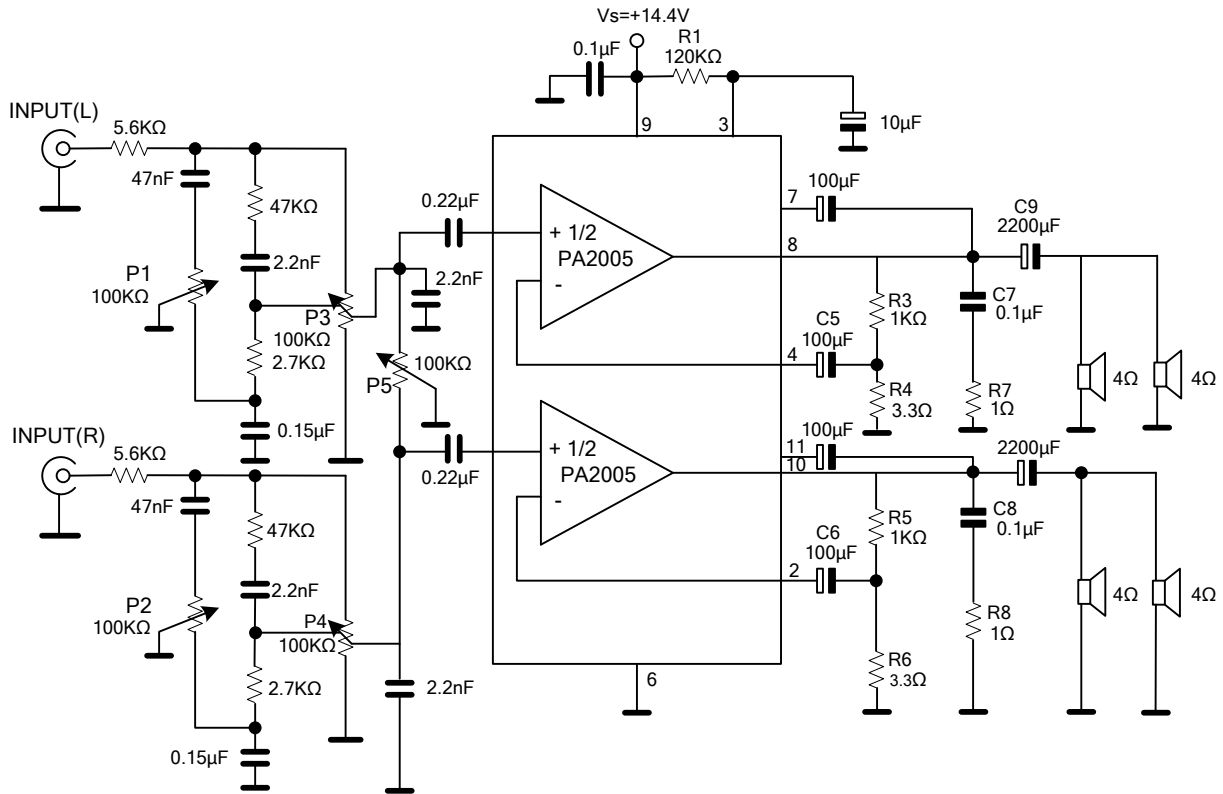 Vs=+14.4V
0.1µF
R1
120KΩ
10µF
9
3
INPUT(L)
5.6KΩ
47nF
47KΩ
2.2nF
P1
100KΩ
P3
100KΩ
2.7KΩ
0.15µF
0.22µF
2.2nF
100KΩ
P5
0.22µF
+ 1/2
PA2005
-
7
100µF
8
C9
2200µF
R3
1KΩ
C7
0.1µF
C5
100µF
4
R4
3.3Ω
R7
1Ω
4Ω
4Ω
INPUT(R)
5.6KΩ
47nF
47KΩ
2.2nF
P2
100KΩ
P4
100KΩ
2.7KΩ
0.15µF
2.2nF
+ 1/2
PA2005
-
11
10
100µF
2200µF
R5
1KΩ
C8
0.1µF
C6
100µF
2
R6
3.3Ω
R8
1Ω
4Ω
4Ω
6